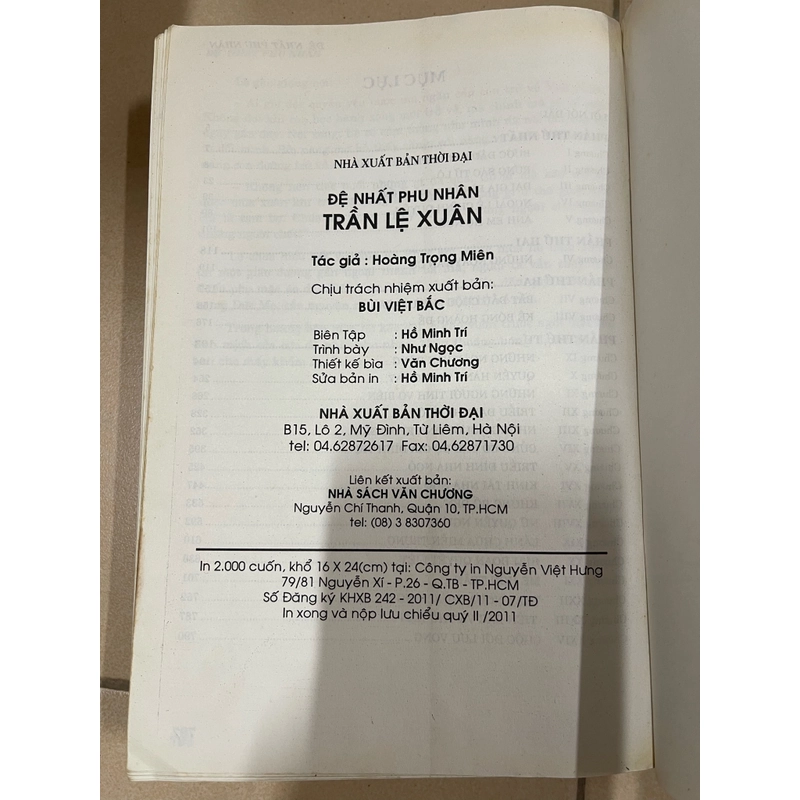 NHÀ XUẤT BẢN THỜI ĐẠI
ĐỆ NHẤT PHU NHÂN
TRẦN LỆ XUÂN
Tác giả : Hoàng Trọng Miên
Chịu trách nhiệm xuất bản:
BÙI VIỆT BẮC
Biên Tập : Hồ Minh Trí
Trình bày : Như Ngọc
Thiết kế bìa : Văn Chương
Sửa bản in : Hồ Minh Trí
NHÀ XUẤT BẢN THỜI ĐẠI
B15, Lô 2, Mỹ Đình, Từ Liêm, Hà Nội
tel: 04.62872617 Fax: 04.62871730
Liên kết xuất bản:
NHÀ SÁCH VĂN CHƯƠNG
Nguyễn Chí Thanh, Quận 10, TP.HCM
tel: (08) 3 8307360
In 2.000 cuốn, khổ 16 X 24(cm) tại: Công ty in Nguyễn Việt Hưng
79/81 Nguyễn Xí - P.26 - Q.TB - TP.HCM
Số Đăng ký KHXB 242 - 2011/ CXB/11 - 07/TĐ
In xong và nộp lưu chiểu quý II /2011